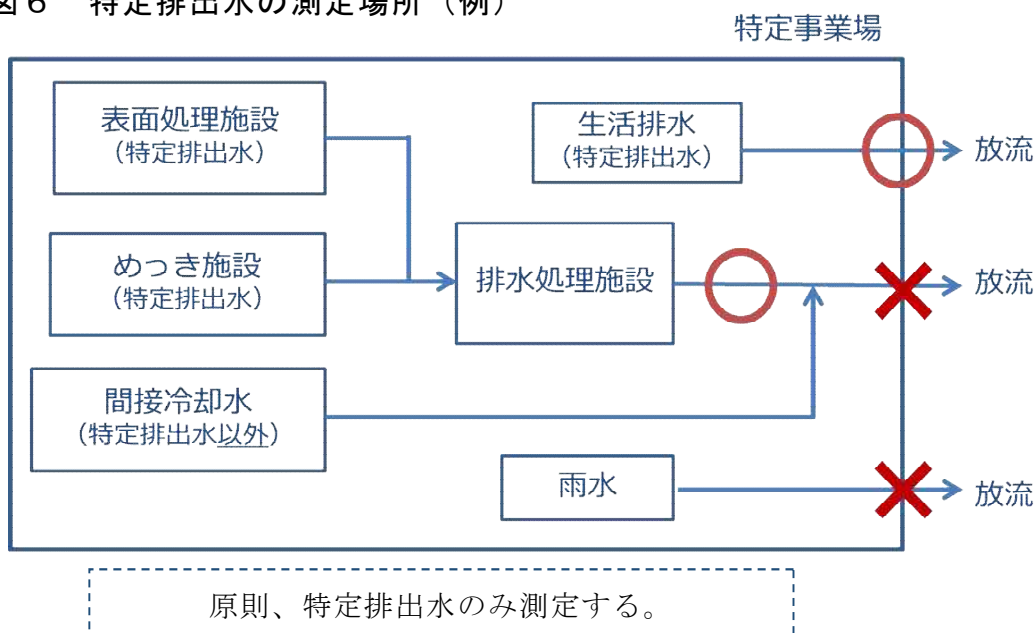 図6 特定排出水の測定場所(例)
特定事業場
表面処理施設
(特定排出水)
生活排水
(特定排出水)
放流
めっき施設
(特定排出水)
排水処理施設
放流
間接冷却水
(特定排出水以外)
雨水
放流
原則、特定排出水のみ測定する。